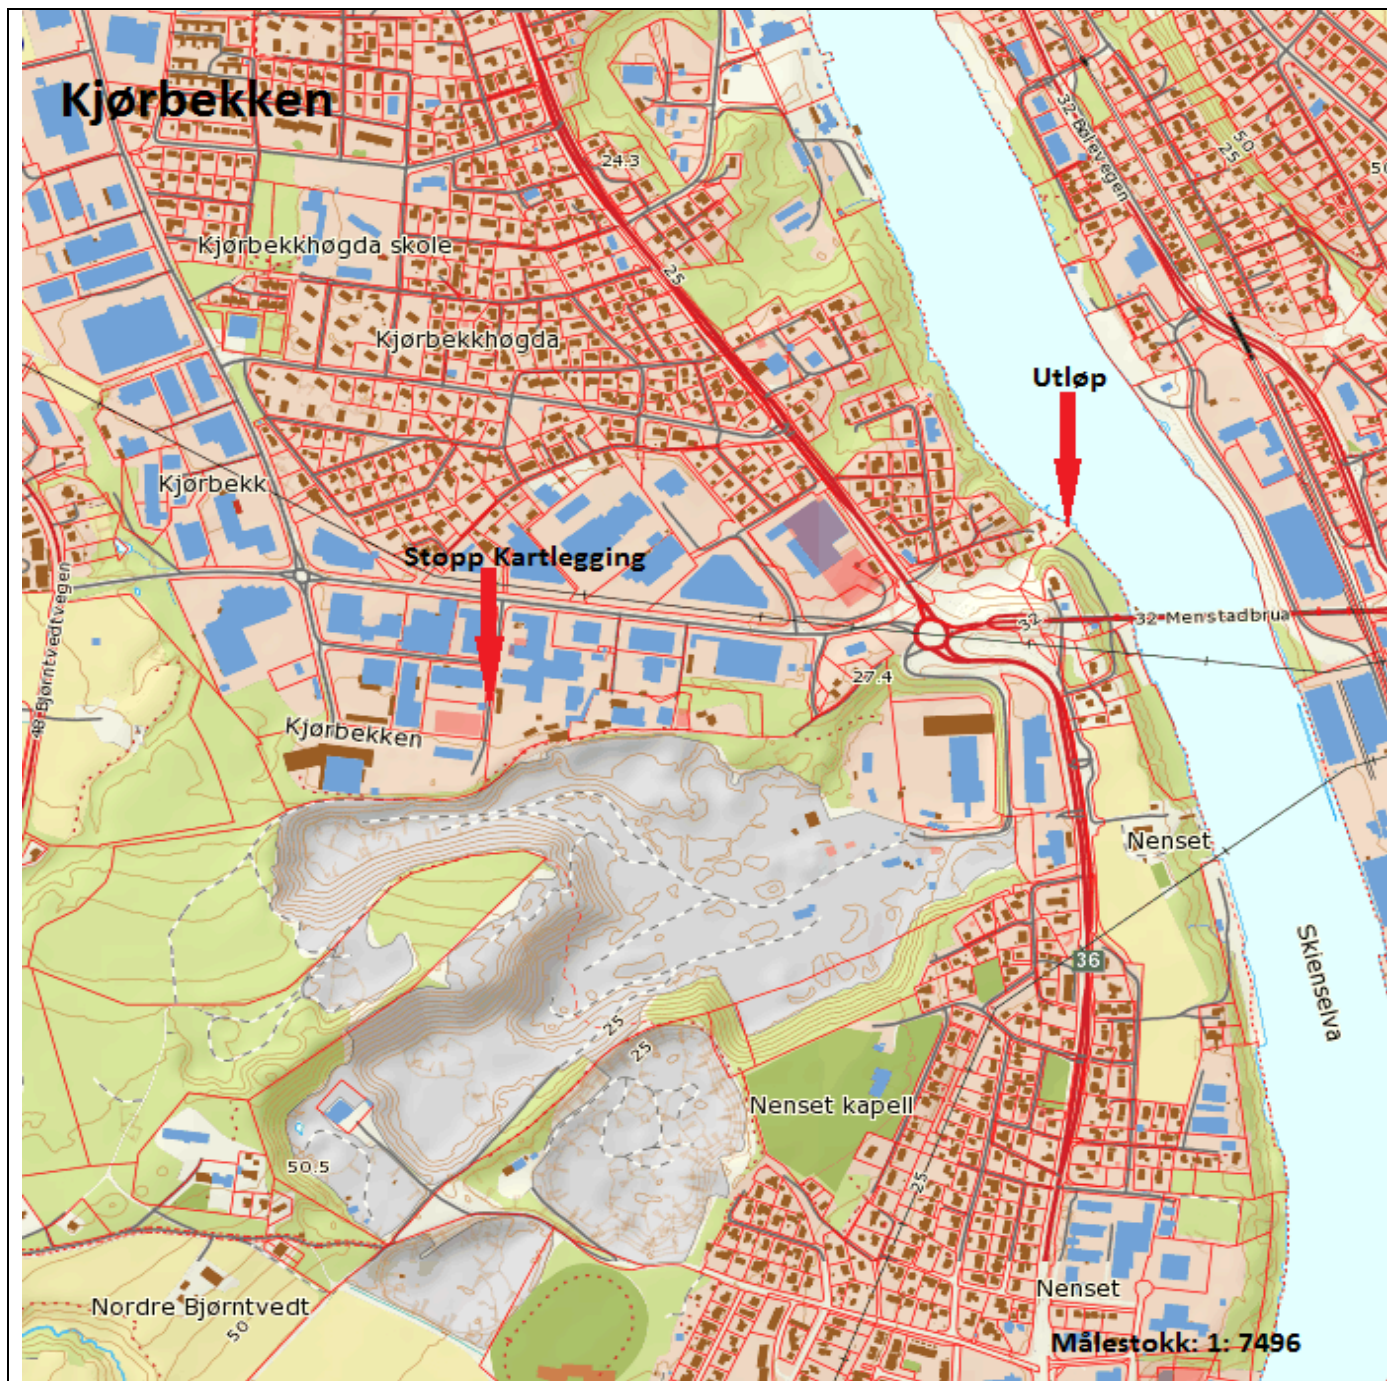 Kjørbekken
32 Bølevegen
50
25
50
24.3
Kjørbekkhøgda skole
25
Kjørbekkhøgda
Utløp
Kjørbekk
Støpp Kartlegging
48 Bjørntvedtvegen
32
32 Menstadbrua
27.4
Kjørbekken
Nenset
36
Skienselva
25
25
Nenset kapell
50.5
25
Nordre Bjørntvedt
50
Nenset
Målestokk: 1: 7496